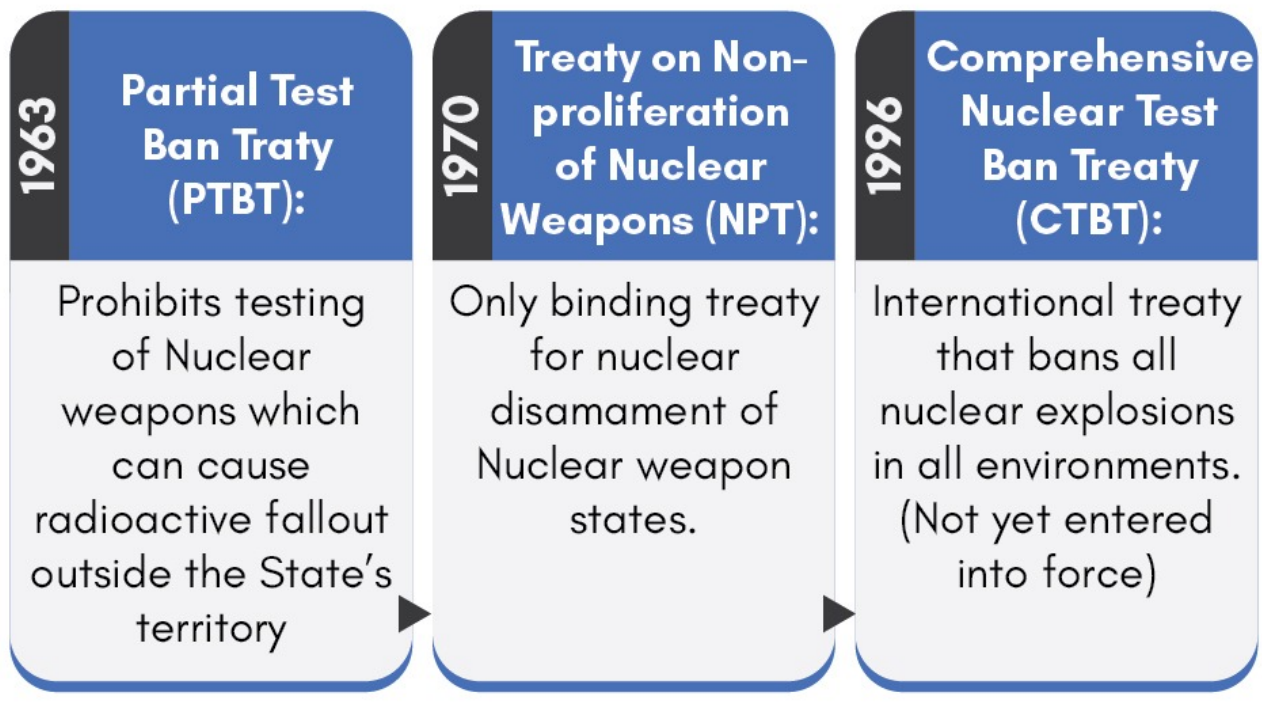 1963
Partial Test
Ban Traty
(PTBT):
Prohibits testing
of Nuclear
weapons which
can cause
radioactive fallout
outside the State's
territory
1970
Treaty on Non-
proliferation
of Nuclear
Weapons (NPT):
Only binding treaty
for nuclear
disamament of
Nuclear weapon
states.
1996
Comprehensive
Nuclear Test
Ban Treaty
(CTBT):
International treaty
that bans all
nuclear explosions
in all environments.
(Not yet entered
into force)